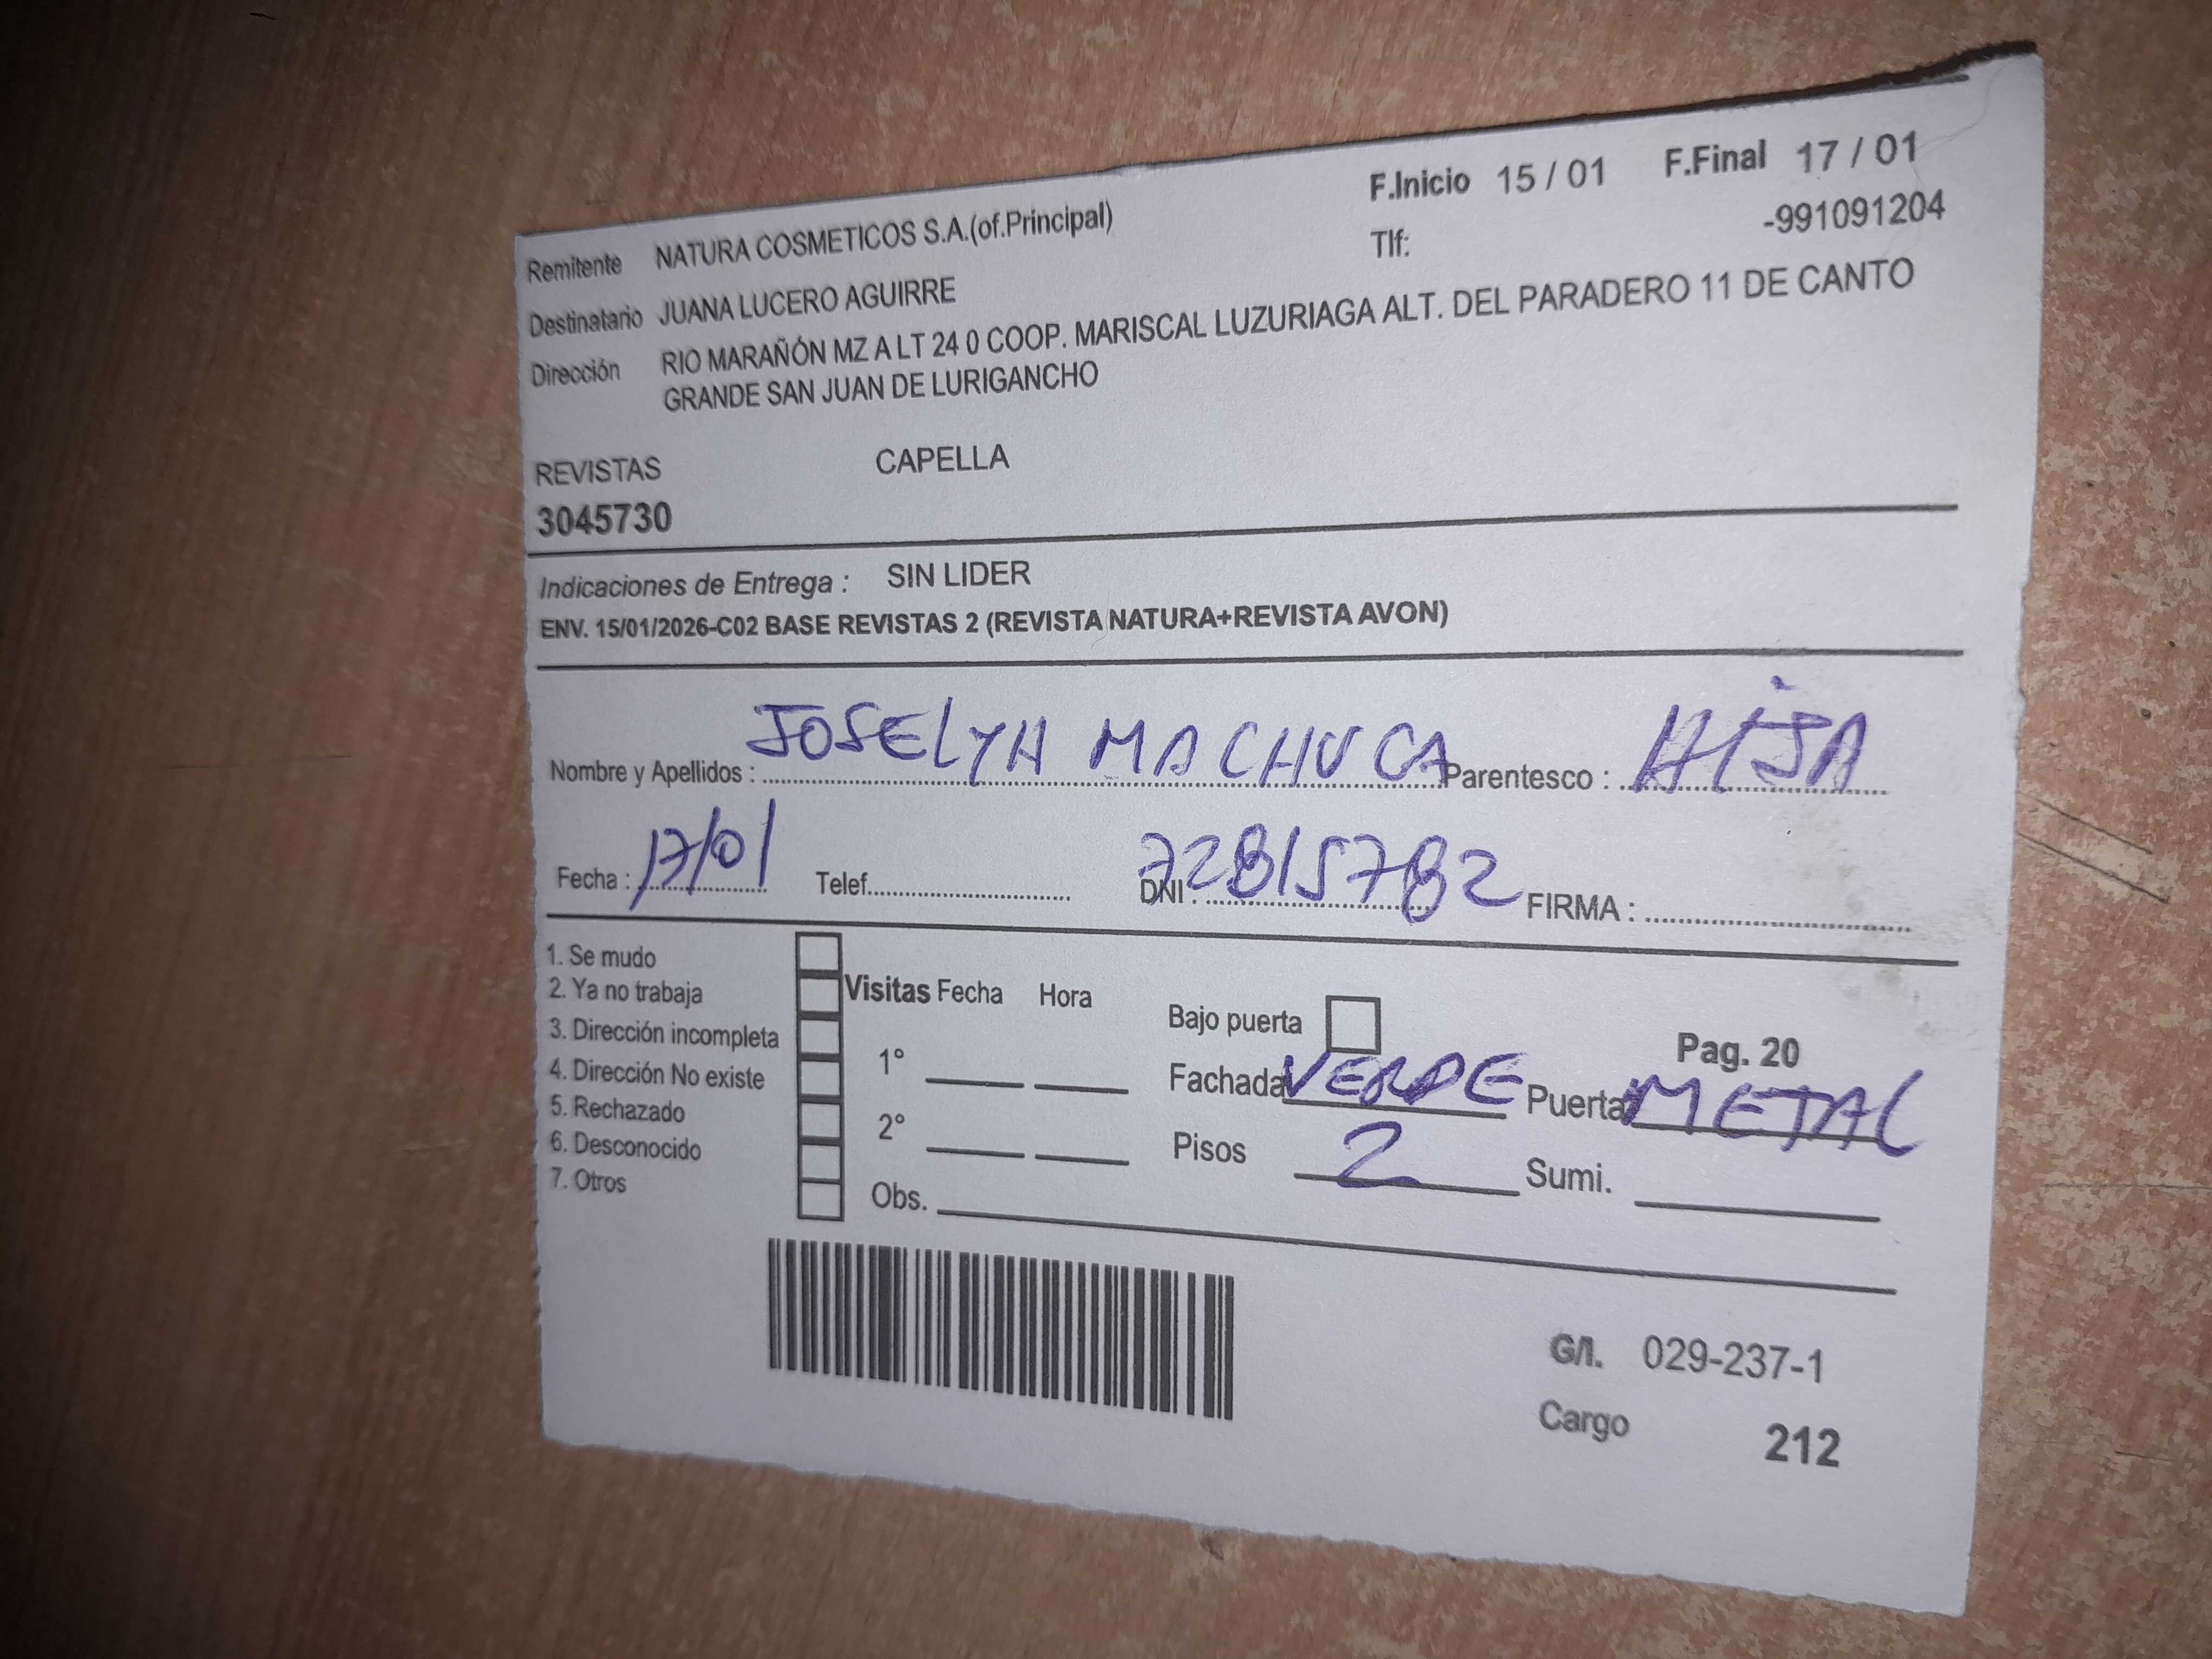 F.Inicio 15 / 01 F.Final 17 / 01
Remitente NATURA COSMETICOS S.A.(of.Principal) Tlf: -991091204
Destinatario JUANA LUCERO AGUIRRE
Dirección RIO MARAÑÓN MZ A LT 24 0 COOP. MARISCAL LUZURIAGA ALT. DEL PARADERO 11 DE CANTO
GRANDE SAN JUAN DE LURIGANCHO
REVISTAS CAPELLA
3045730
Indicaciones de Entrega : SIN LIDER
ENV. 15/01/2026-C02 BASE REVISTAS 2 (REVISTA NATURA+REVISTA AVON)
Nombre y Apellidos : JOSELYN MACHUCA Parentesco : HIJA
Fecha : 17/01 Telef. DNI : 72815782 FIRMA :
1. Se mudo
2. Ya no trabaja
3. Dirección incompleta
4. Dirección No existe
5. Rechazado
6. Desconocido
7. Otros
Visitas Fecha Hora
1°
2°
Obs.
Bajo puerta Pag. 20
Fachada VERDE Puerta METAL
Pisos 2 Sumi.
G/I. 029-237-1
Cargo 212